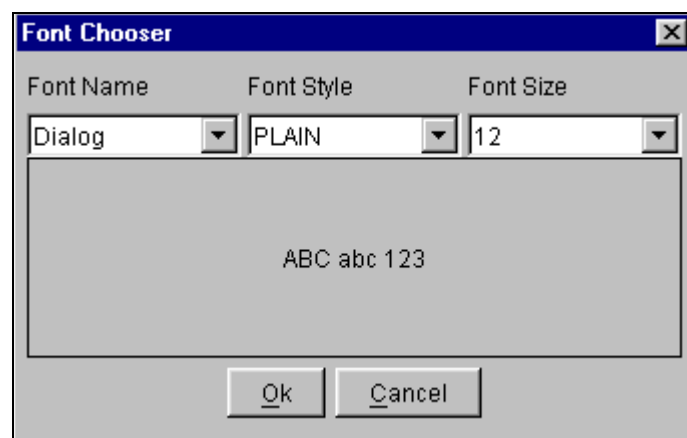 Font Chooser
Font Name Font Style Font Size
Dialog PLAIN 12
ABC abc 123
Ok Cancel